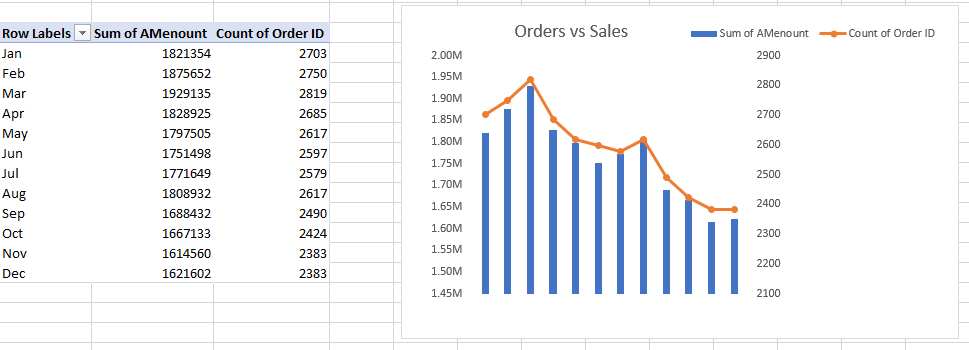 Row Labels Sum of AMenount Count of Order ID
Jan 1821354 2703
Feb 1875652 2750
Mar 1929135 2819
Apr 1828925 2685
May 1797505 2617
Jun 1751498 2597
Jul 1771649 2579
Aug 1808932 2617
Sep 1688432 2490
Oct 1667133 2424
Nov 1614560 2383
Dec 1621602 2383
Orders vs Sales
Sum of AMenount Count of Order ID
2.00M 2900
1.95M 2800
1.90M 2700
1.85M 2600
1.80M 2500
1.75M 2400
1.70M 2300
1.65M 2200
1.60M 2100
1.55M
1.50M
1.45M